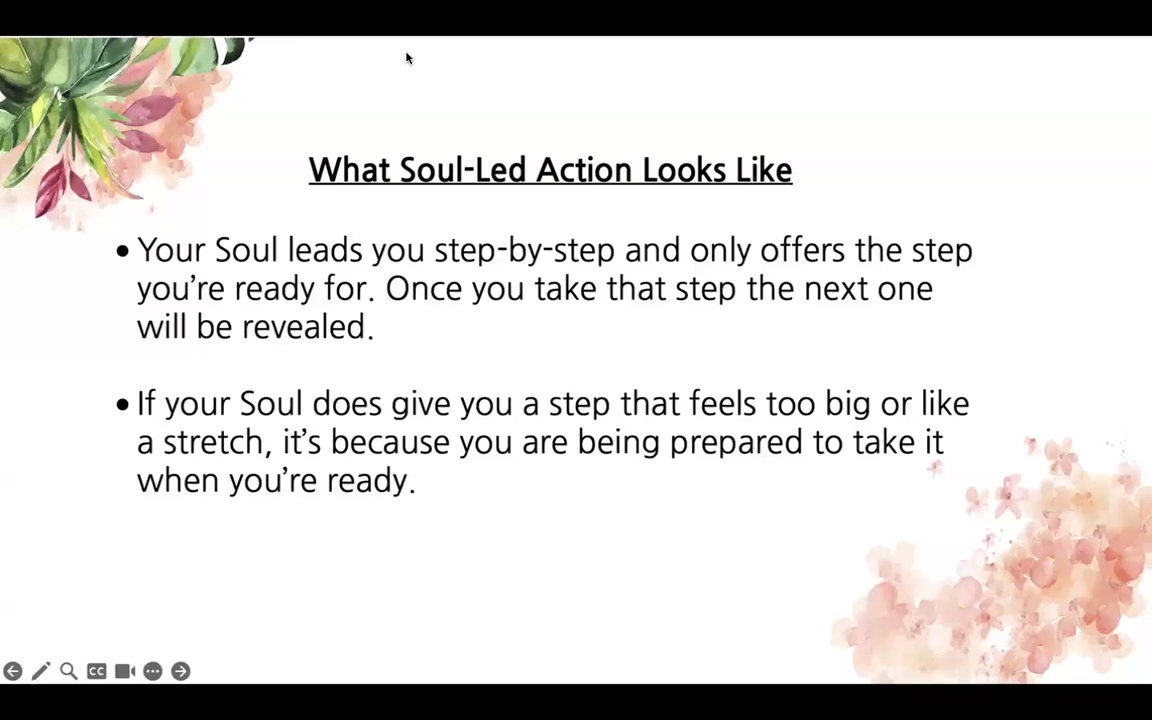 What Soul-Led Action Looks Like
• Your Soul leads you step-by-step and only offers the step
you're ready for. Once you take that step the next one
will be revealed.
• If your Soul does give you a step that feels too big or like
a stretch, it's because you are being prepared to take it
when you're ready.
CC